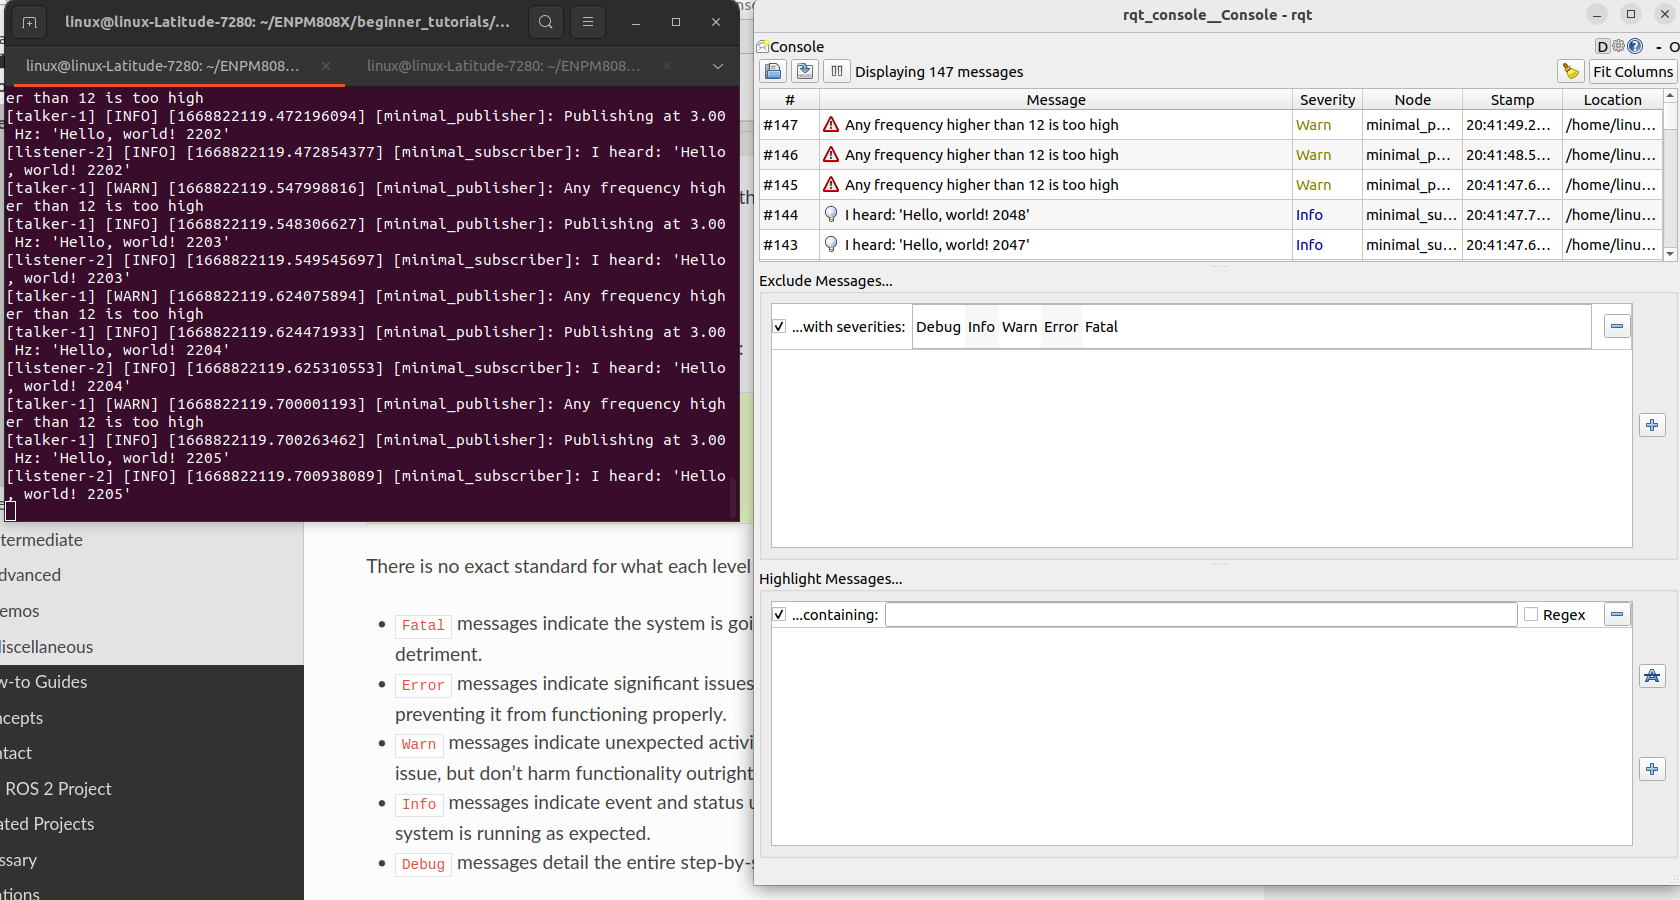 linux@linux-Latitude-7280: ~/ENPM808X/beginner_tutorials/...
linux@linux-Latitude-7280: ~/ENPM808...
linux@linux-Latitude-7280: ~/ENPM808...
er than 12 is too high
[talker-1] [INFO] [1668822119.472196094] [minimal_publisher]: Publishing at 3.00
Hz: 'Hello, world! 2202'
[listener-2] [INFO] [1668822119.472854377] [minimal_subscriber]: I heard: 'Hello
, world! 2202'
[talker-1] [WARN] [1668822119.547998816] [minimal_publisher]: Any frequency high
er than 12 is too high
[talker-1] [INFO] [1668822119.548306627] [minimal_publisher]: Publishing at 3.00
Hz: 'Hello, world! 2203'
[listener-2] [INFO] [1668822119.549545697] [minimal_subscriber]: I heard: 'Hello
, world! 2203'
[talker-1] [WARN] [1668822119.624075894] [minimal_publisher]: Any frequency high
er than 12 is too high
[talker-1] [INFO] [1668822119.624471933] [minimal_publisher]: Publishing at 3.00
Hz: 'Hello, world! 2204'
[listener-2] [INFO] [1668822119.625310553] [minimal_subscriber]: I heard: 'Hello
, world! 2204'
[talker-1] [WARN] [1668822119.700001193] [minimal_publisher]: Any frequency high
er than 12 is too high
[talker-1] [INFO] [1668822119.700263462] [minimal_publisher]: Publishing at 3.00
Hz: 'Hello, world! 2205'
[listener-2] [INFO] [1668822119.700938089] [minimal_subscriber]: I heard: 'Hello
, world! 2205'
termediate
dvanced
emos
iscellaneous
w-to Guides
ncepts
ntact
ROS 2 Project
ated Projects
ssary
ations
There is no exact standard for what each level
• Fatal messages indicate the system is goi
detriment.
• Error messages indicate significant issues
preventing it from functioning properly.
• Warn messages indicate unexpected activi
issue, but don't harm functionality outright
• Info messages indicate event and status u
system is running as expected.
• Debug messages detail the entire step-by-s
rqt_console__Console - rqt
Console
D - O
Displaying 147 messages
Fit Columns
# Message Severity Node Stamp Location
#147 Any frequency higher than 12 is too high Warn minimal_p... 20:41:49.2... /home/linu...
#146 Any frequency higher than 12 is too high Warn minimal_p... 20:41:48.5... /home/linu...
#145 Any frequency higher than 12 is too high Warn minimal_p... 20:41:47.6... /home/linu...
#144 I heard: 'Hello, world! 2048' Info minimal_su... 20:41:47.7... /home/linu...
#143 I heard: 'Hello, world! 2047' Info minimal_su... 20:41:47.6... /home/linu...
Exclude Messages...
...with severities: Debug Info Warn Error Fatal
Highlight Messages...
...containing: Regex